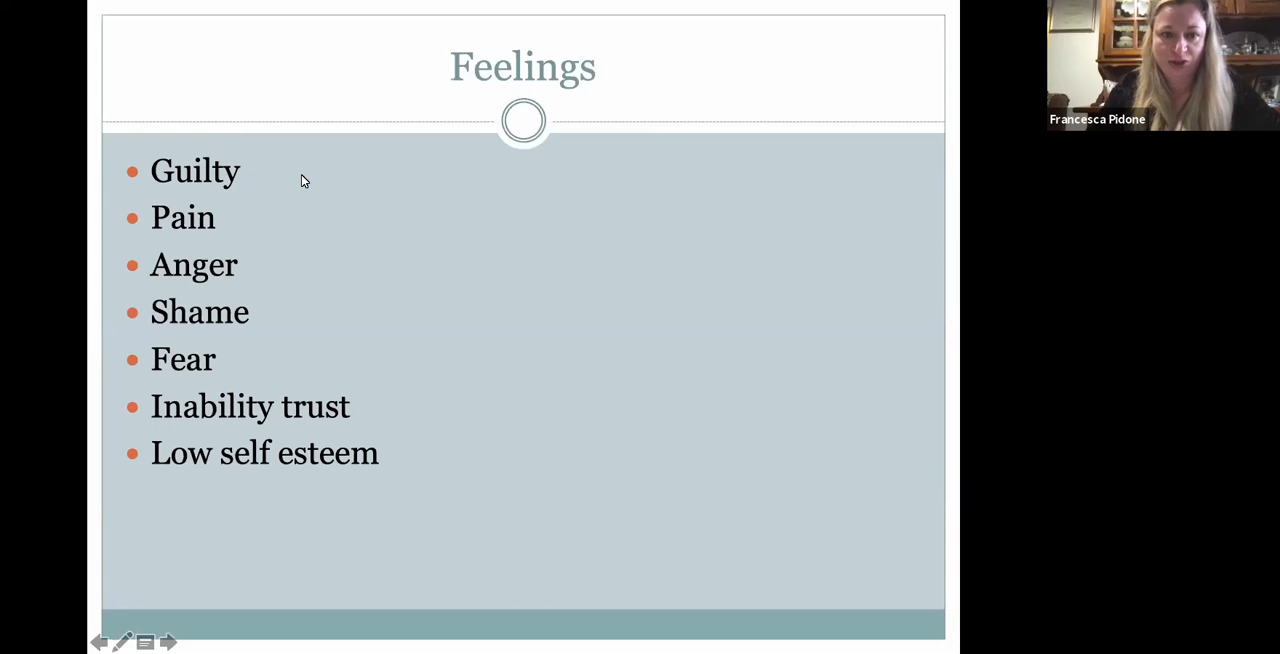 Feelings
Guilty
Pain
Anger
Shame
Fear
Inability trust
Low self esteem
Francesca Pidone